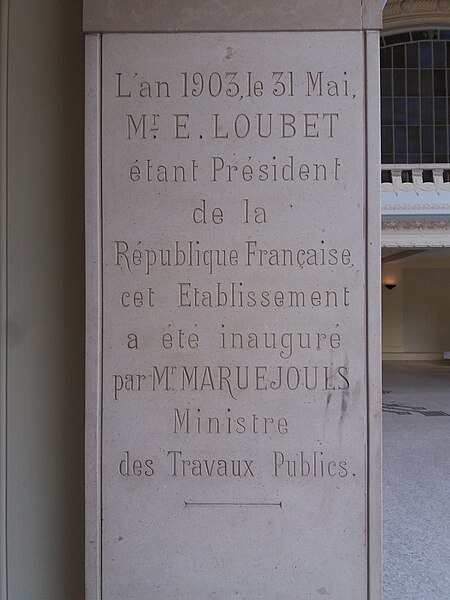 L'an 1903, le 31 Mai,
Mr. E. LOUBET
étant Président
de la
République Française,
cet Etablissement
a été inauguré
par Mr. MARUEJOULS
Ministre
des Travaux Publics.